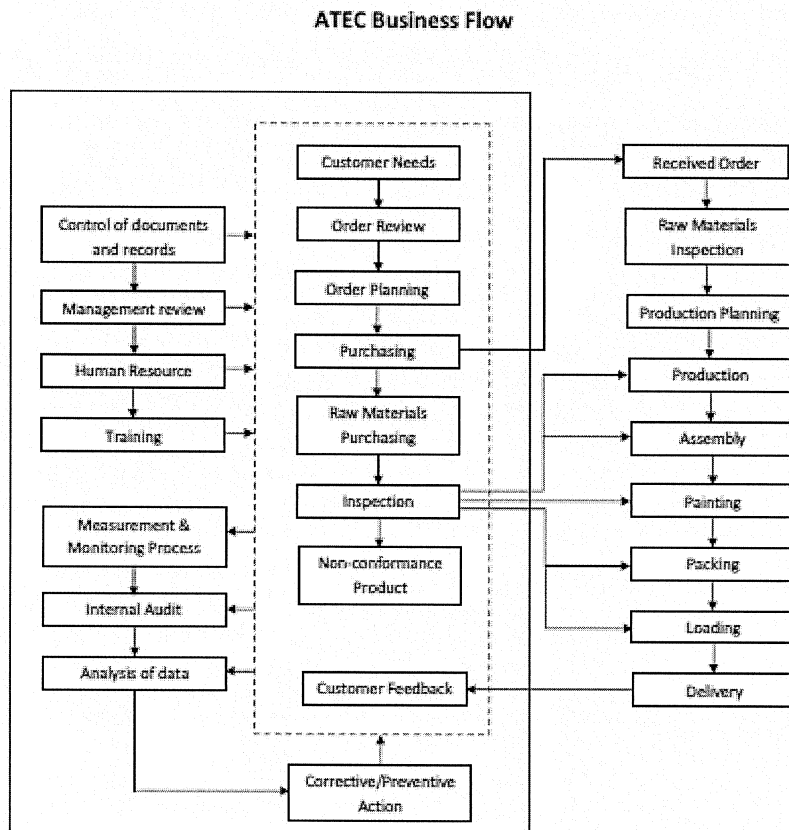 ATEC Business Flow
Customer Needs
Order Review
Order Planning
Purchasing
Raw Materials
Purchasing
Inspection
Non-conformance
Product
Customer Feedback
Control of documents
and records
Management review
Human Resource
Training
Measurement &
Monitoring Process
Internal Audit
Analysis of data
Corrective/Preventive
Action
Received Order
Raw Materials
Inspection
Production Planning
Production
Assembly
Painting
Packing
Loading
Delivery